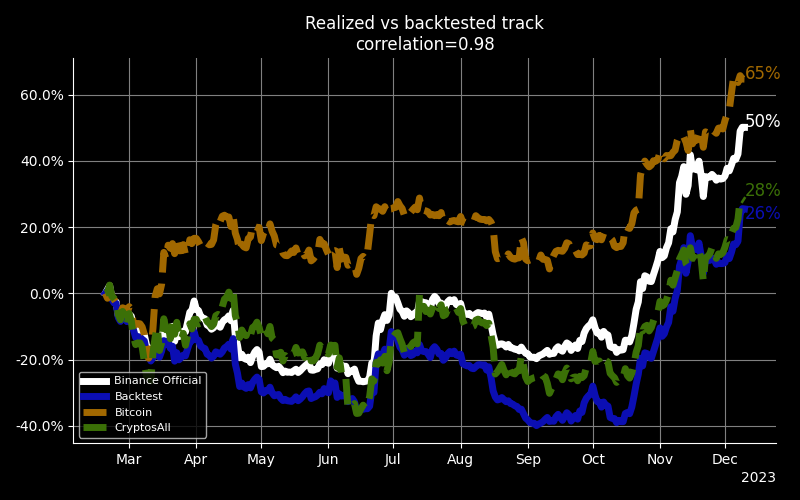 Realized vs backtested track
correlation=0.98
65%
60.0%
50%
40.0%
28%
26%
20.0%
0.0%
-20.0%
-40.0%
Binance Official
Backtest
Bitcoin
CryptosAll
Mar Apr May Jun Jul Aug Sep Oct Nov Dec
2023